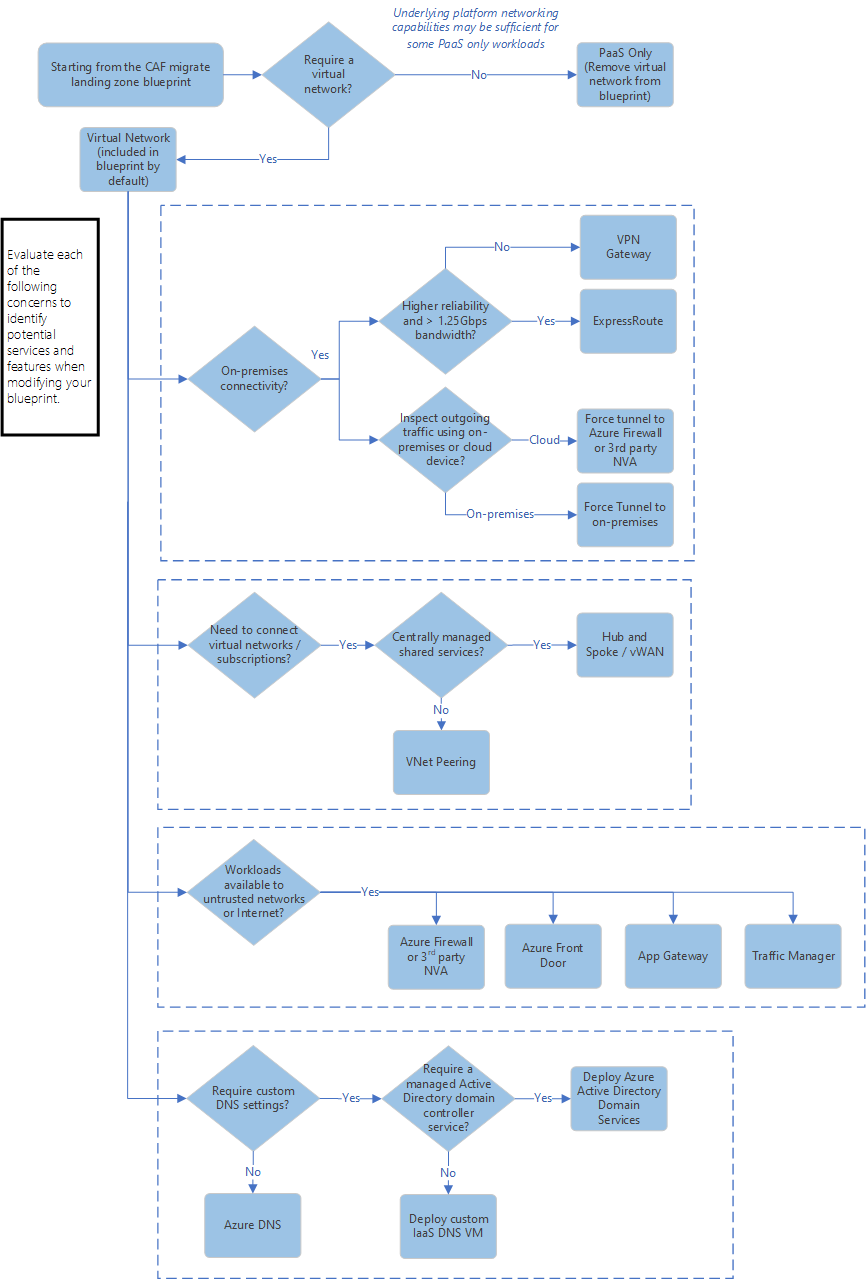 Underlying platform networking
capabilities may be sufficient for
some PaaS only workloads
Starting from the CAF migrate
landing zone blueprint
Require a
virtual
network?
No
PaaS Only
(Remove virtual
network from
blueprint)
Yes
Virtual Network
(included in
blueprint by
default)
Evaluate each
of the
following
concerns to
identify
potential
services and
features when
modifying your
blueprint.
On-premises
connectivity?
Yes
Higher reliability
and > 1.25Gbps
bandwidth?
No
VPN
Gateway
Yes
ExpressRoute
Inspect outgoing
traffic using on-
premises or cloud
device?
Cloud
Force tunnel to
Azure Firewall
or 3rd party
NVA
On-premises
Force Tunnel to
on-premises
Need to connect
virtual networks /
subscriptions?
Yes
Centrally managed
shared services?
Yes
Hub and
Spoke / vWAN
No
VNet Peering
Workloads
available to
untrusted networks
or Internet?
Yes
Azure Firewall
or 3rd party
NVA
Azure Front
Door
App Gateway
Traffic Manager
Require custom
DNS settings?
Yes
Require a
managed Active
Directory domain
controller
service?
Yes
Deploy Azure
Active Directory
Domain
Services
No
Azure DNS
No
Deploy custom
IaaS DNS VM